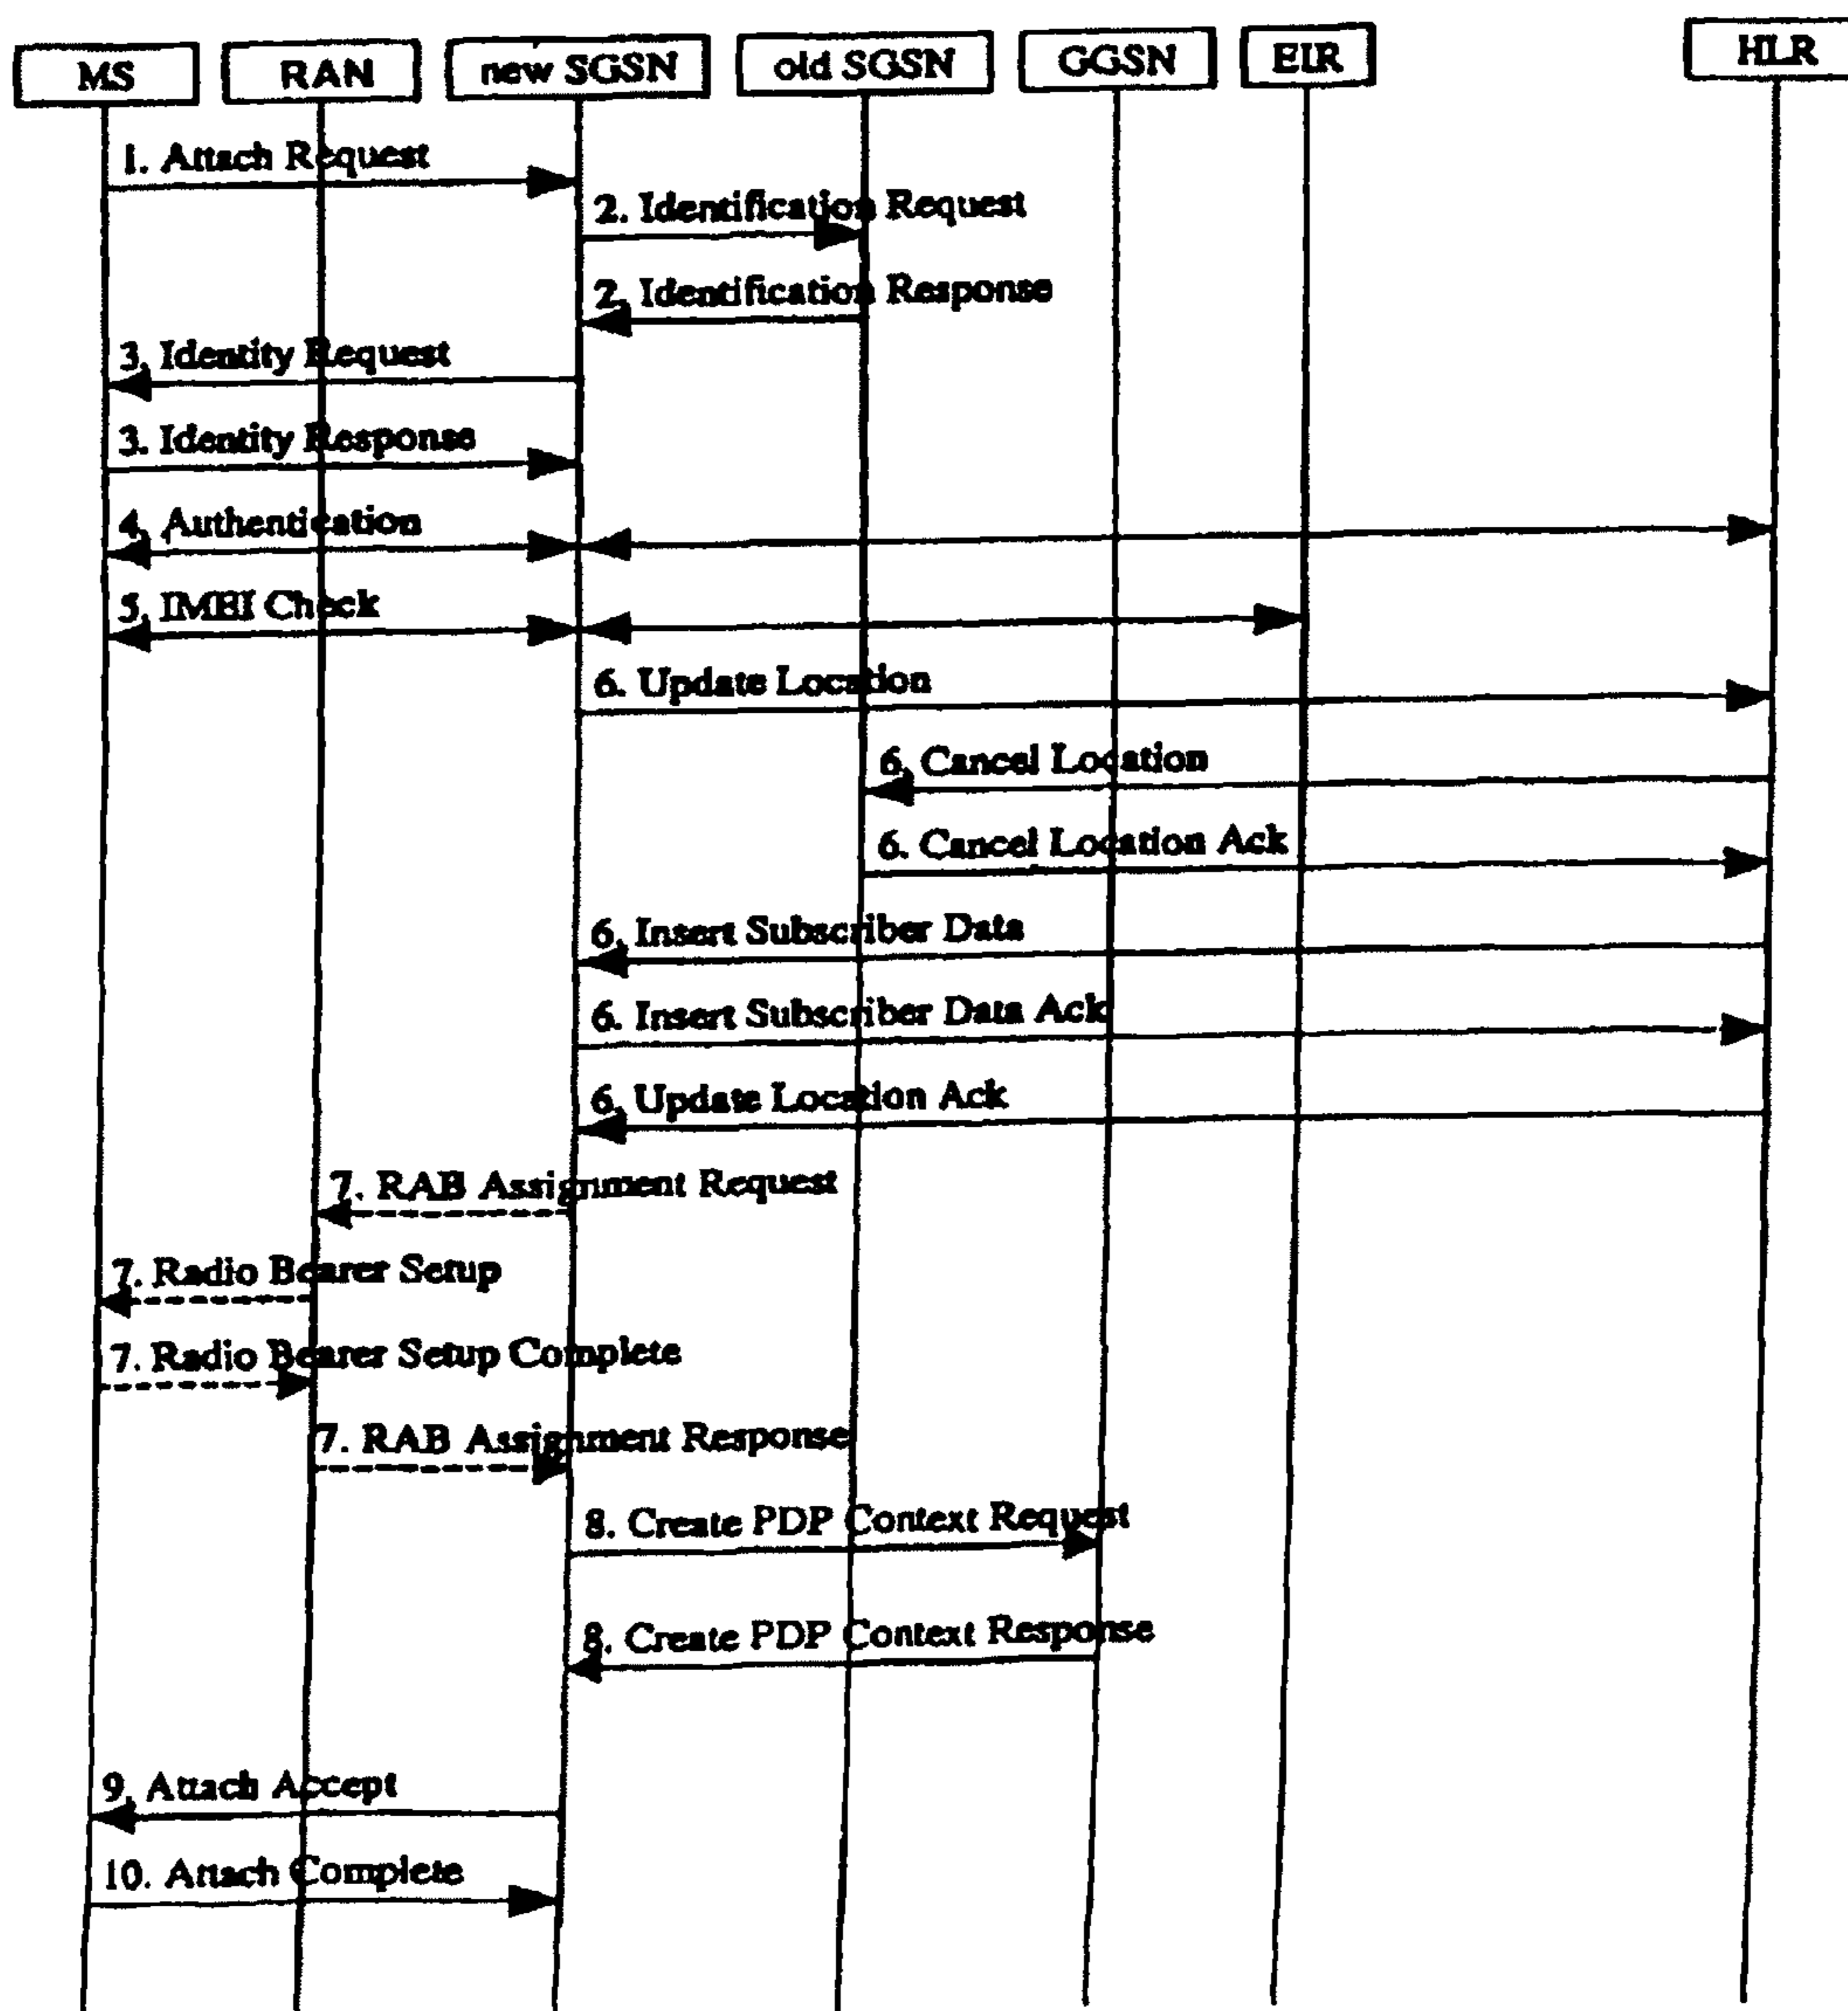 MS RAN new SGSN old SGSN GGSN EIR HLR
1. Attach Request
2. Identification Request
2. Identification Response
3. Identity Request
3. Identity Response
4. Authentication
5. IMEI Check
6. Update Location
6. Cancel Location
6. Cancel Location Ack
6. Insert Subscriber Data
6. Insert Subscriber Data Ack
6. Update Location Ack
7. RAB Assignment Request
7. Radio Bearer Setup
7. Radio Bearer Setup Complete
7. RAB Assignment Response
8. Create PDP Context Request
8. Create PDP Context Response
9. Attach Accept
10. Attach Complete